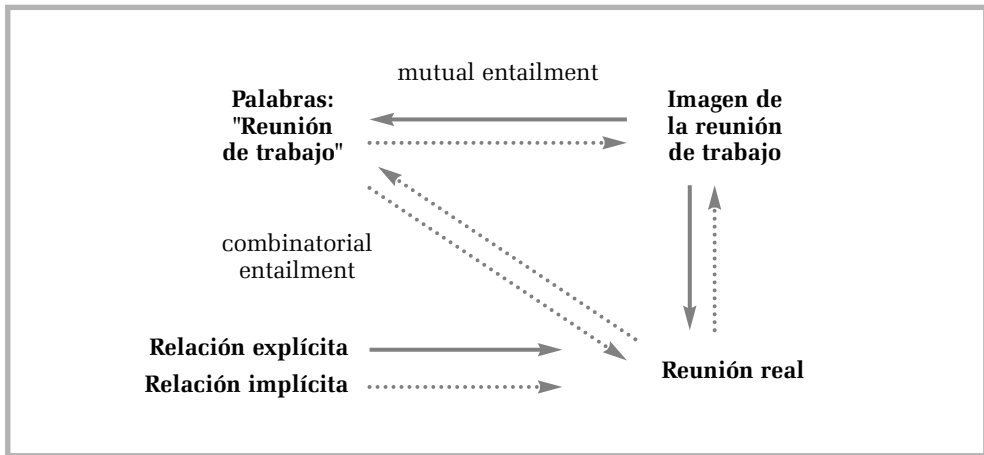 mutual entailment
Palabras:
"Reunión
de trabajo"
Imagen de
la reunión
de trabajo
combinatorial
entailment
Relación explícita
Relación implícita
Reunión real